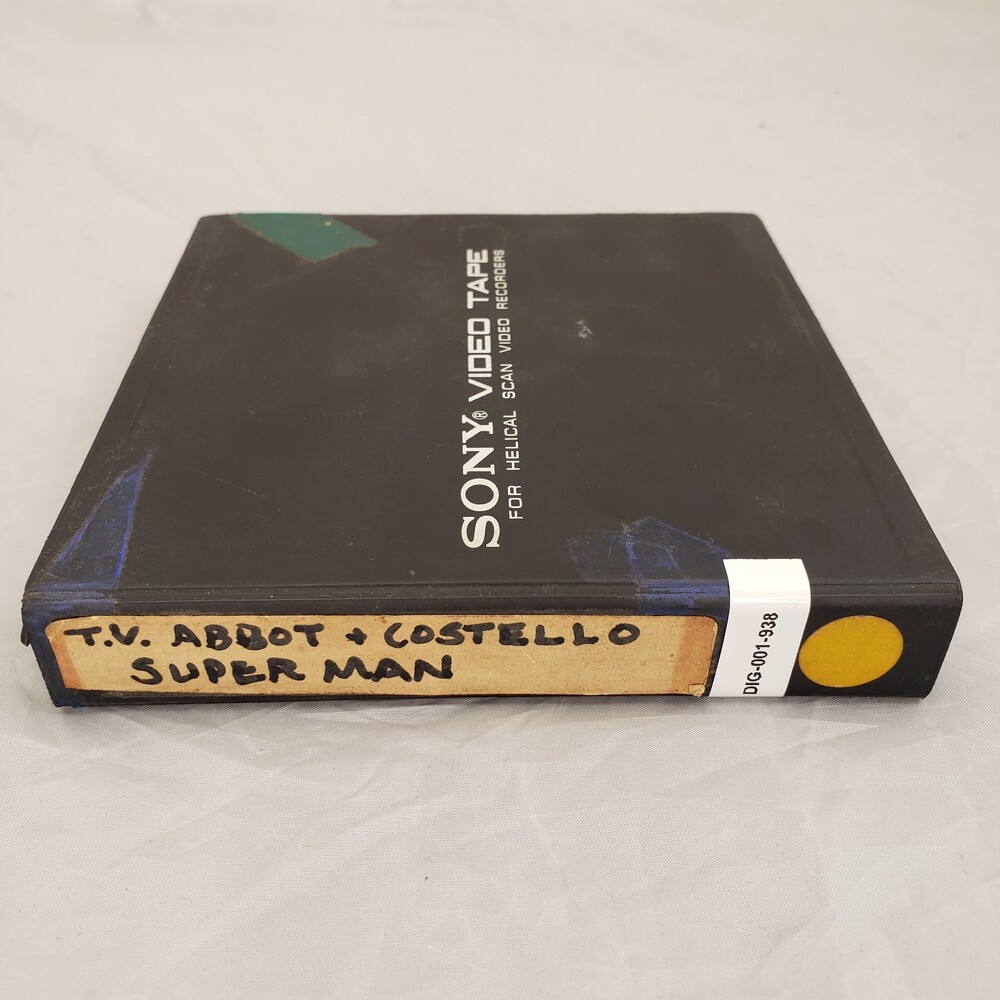 SONY® VIDEO TAPE
FOR HELICAL SCAN VIDEO RECORDERS
T.V. ABBOT + COSTELLO
SUPER MAN
DIG-001-938